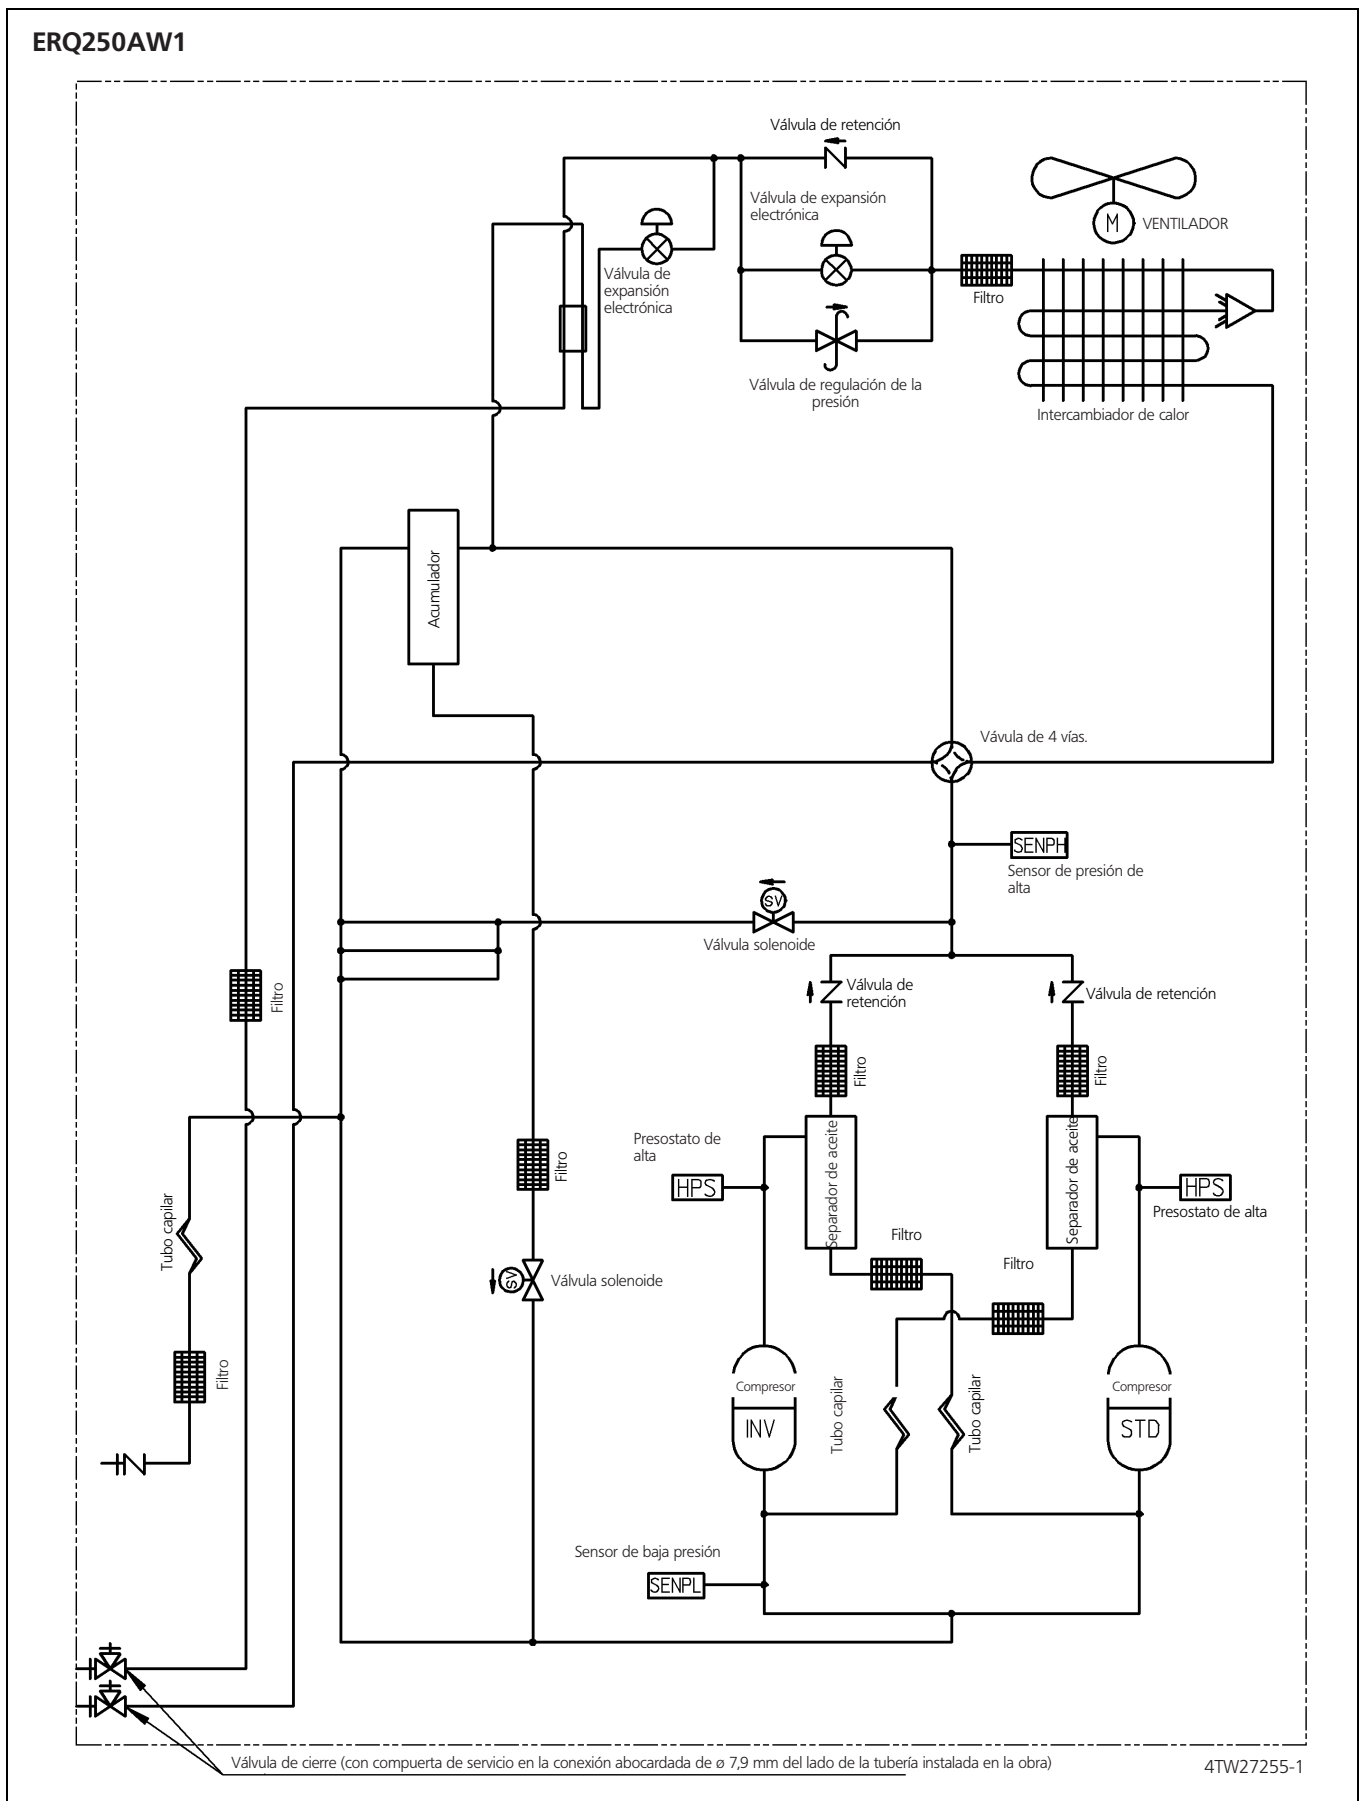 ERQ250AW1
Válvula de retención
Válvula de expansión
electrónica
M
VENTILADOR
Válvula de
expansión
electrónica
Filtro
Válvula de regulación de la
presión
Intercambiador de calor
Acumulador
Vávula de 4 vías.
SENPH
Sensor de presión de
alta
SV
Válvula solenoide
Válvula de
retención
Válvula de retención
Filtro
Filtro
Filtro
Presostato de
alta
HPS
Separador de aceite
Separador de aceite
HPS
Presostato de alta
Filtro
Tubo capilar
Filtro
Filtro
SV
Válvula solenoide
Filtro
Compresor
INV
Tubo capilar
Tubo capilar
Compresor
STD
Sensor de baja presión
SENPL
Válvula de cierre (con compuerta de servicio en la conexión abocardada de ø 7,9 mm del lado de la tubería instalada en la obra)
4TW27255-1